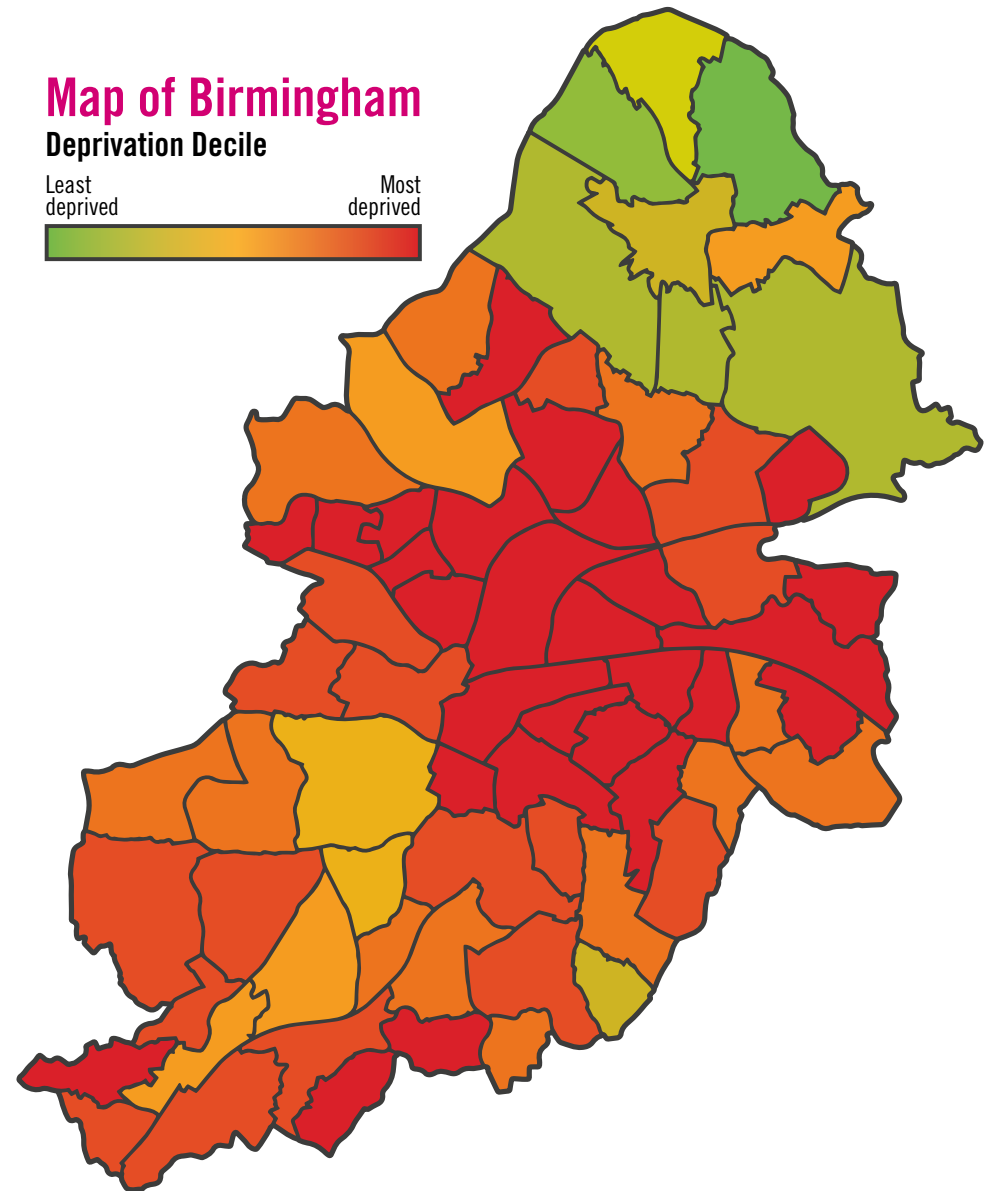 Map of Birmingham
Deprivation Decile
Least
deprived
Most
deprived